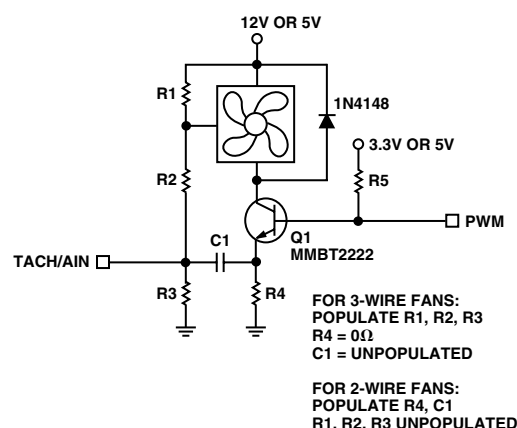 12V OR 5V
R1
1N4148
3.3V OR 5V
R2
R5
C1
Q1
MMBT2222
PWM
TACH/AIN
R3
R4
FOR 3-WIRE FANS:
POPULATE R1, R2, R3
R4 = 0Ω
C1 = UNPOPULATED
FOR 2-WIRE FANS:
POPULATE R4, C1
R1, R2, R3 UNPOPULATED